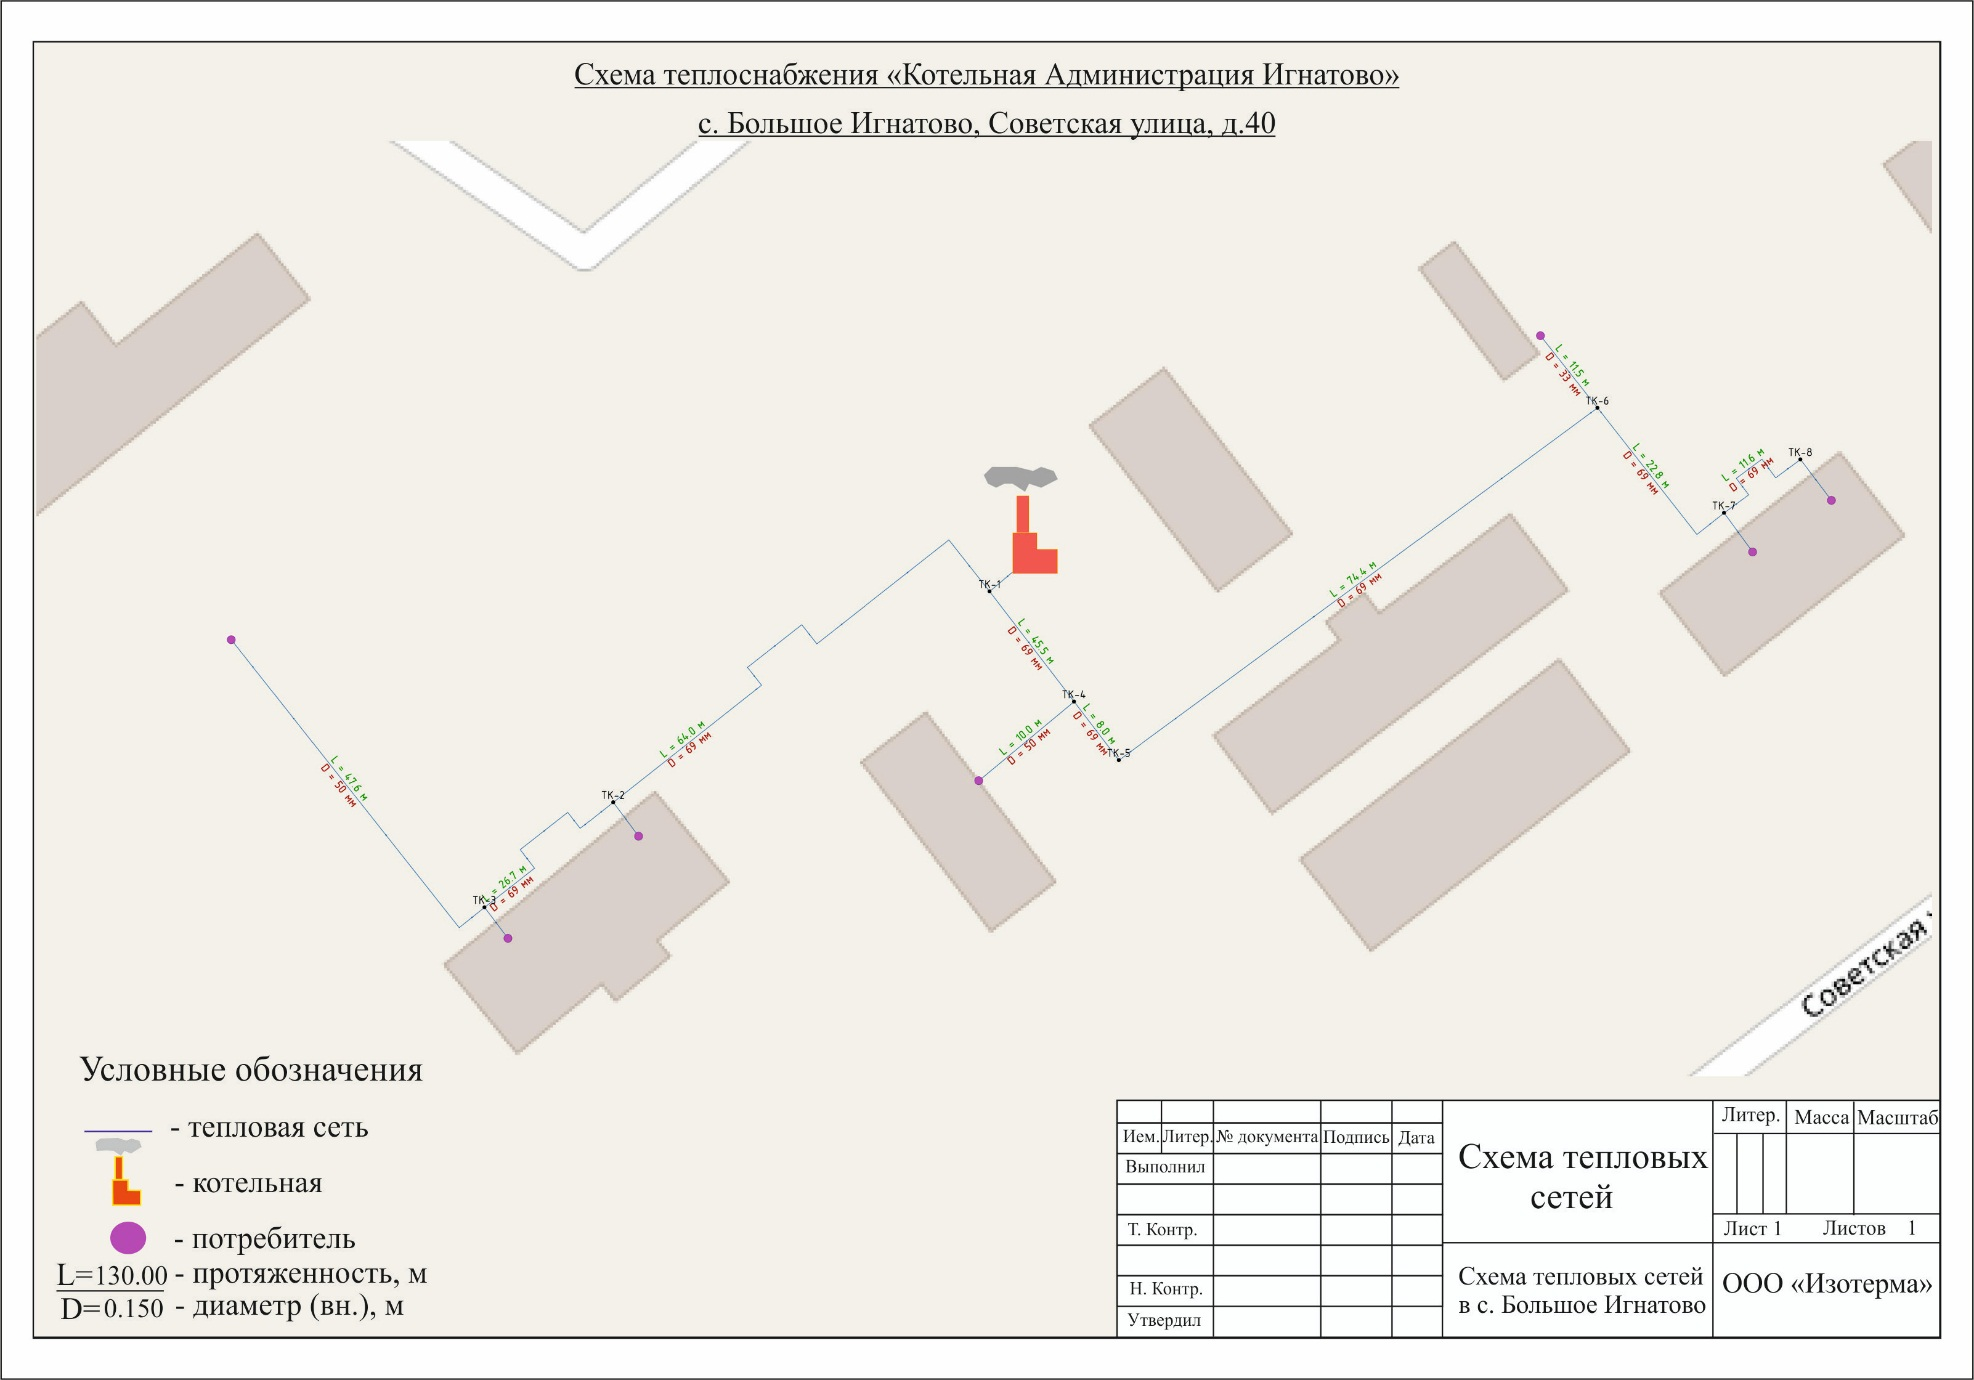 Схема теплоснабжения «Котельная Администрация Игнатово»
с. Большое Игнатово, Советская улица, д.40
L = 11.5 м
D = 33 мм
ТК-6
L = 22.8 м
D = 69 мм
L = 11.6 м
D = 69 мм
ТК-8
ТК-7
ТК-1
L = 74.4 м
D = 69 мм
L = 45.5 м
D = 69 мм
ТК-4
L = 8.0 м
D = 69 мм
ТК-5
L = 10.0 м
D = 50 мм
L = 64.0 м
D = 69 мм
L = 47.6 м
D = 50 мм
ТК-2
L = 26.7 м
D = 69 мм
ТК-3
Советская
Условные обозначения
- тепловая сеть
- котельная
- потребитель
L=130.00 - протяженность, м
D=0.150 - диаметр (вн.), м
Ием. Литер. № документа Подпись Дата
Выполнил
Т. Контр.
Н. Контр.
Утвердил
Схема тепловых
сетей
Схема тепловых сетей
в с. Большое Игнатово
Литер. Масса Масштаб
Лист 1 Листов 1
ООО «Изотерма»